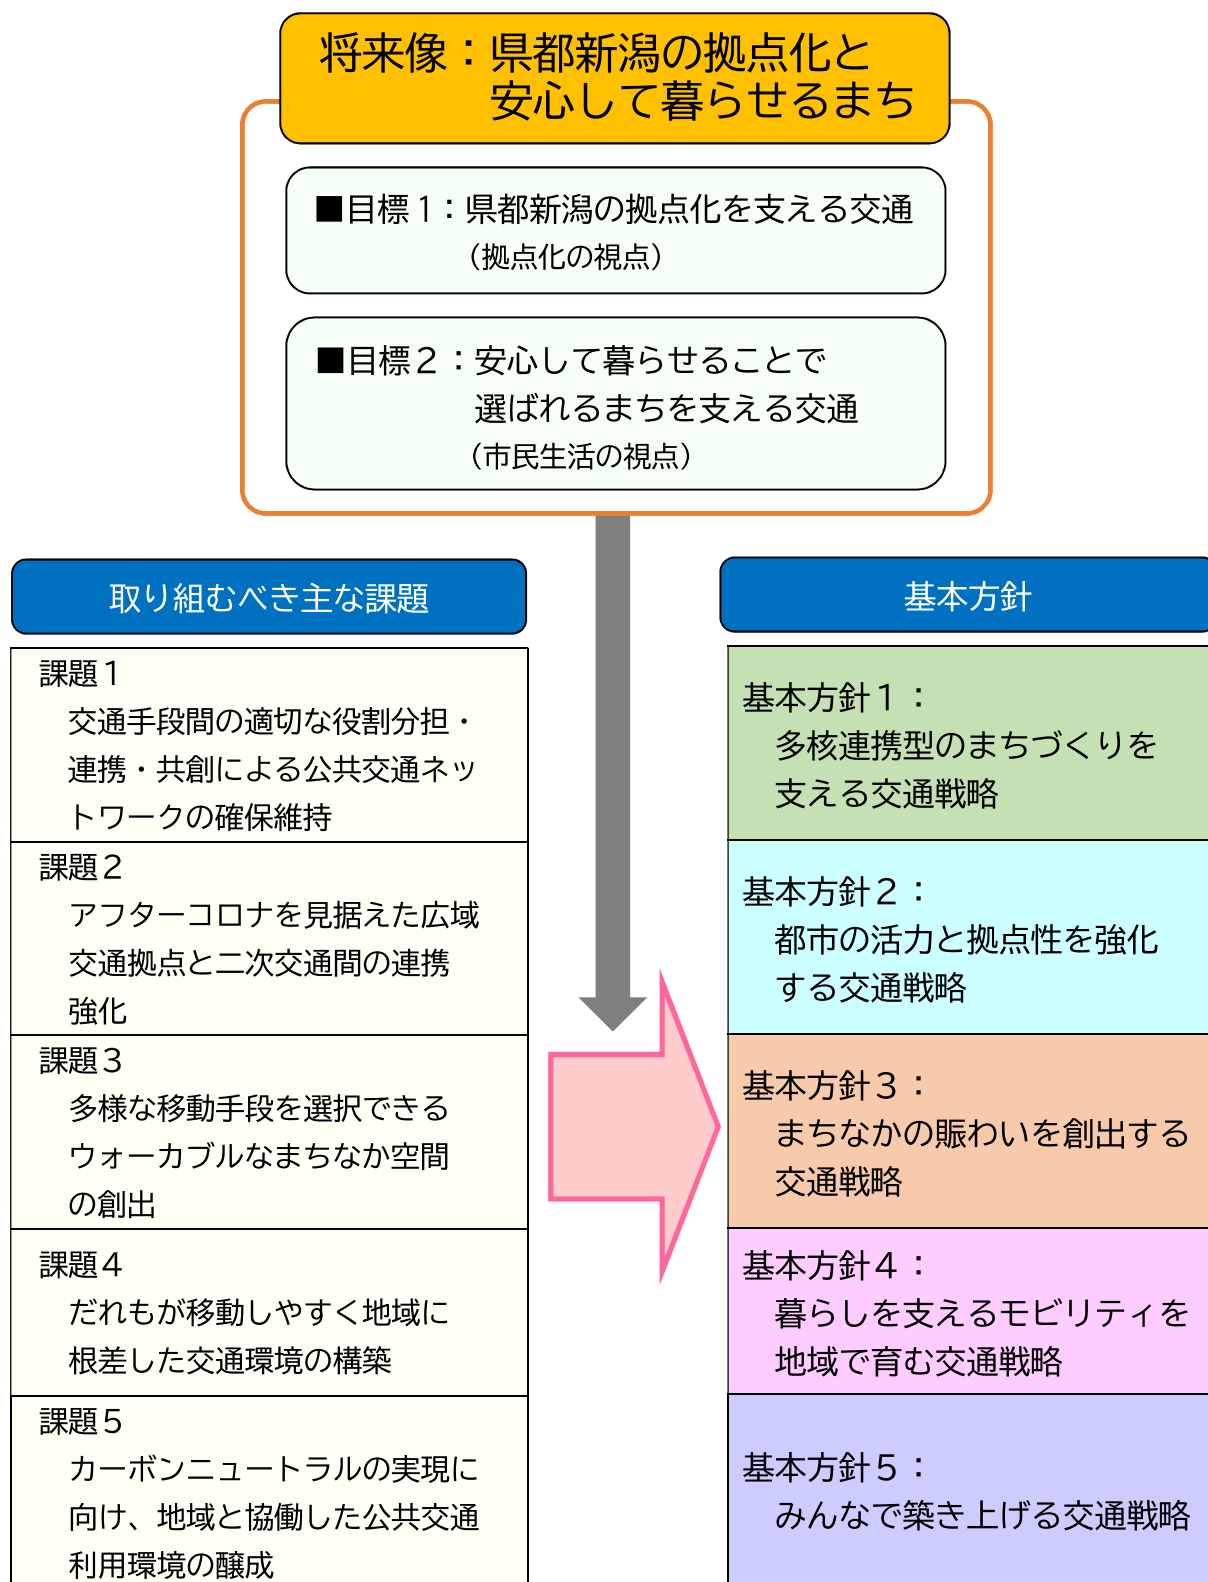 将来像：県都新潟の拠点化と
安心して暮らせるまち
■目標１：県都新潟の拠点化を支える交通
（拠点化の視点）
■目標２：安心して暮らせることで
選ばれるまちを支える交通
（市民生活の視点）
取り組むべき主な課題
課題１
交通手段間の適切な役割分担・
連携・共創による公共交通ネッ
トワークの確保維持
課題２
アフターコロナを見据えた広域
交通拠点と二次交通間の連携
強化
課題３
多様な移動手段を選択できる
ウォーカブルなまちなか空間
の創出
課題４
だれもが移動しやすく地域に
根差した交通環境の構築
課題５
カーボンニュートラルの実現に
向け、地域と協働した公共交通
利用環境の醸成
基本方針
基本方針１：
多核連携型のまちづくりを
支える交通戦略
基本方針２：
都市の活力と拠点性を強化
する交通戦略
基本方針３：
まちなかの賑わいを創出する
交通戦略
基本方針４：
暮らしを支えるモビリティを
地域で育む交通戦略
基本方針５：
みんなで築き上げる交通戦略